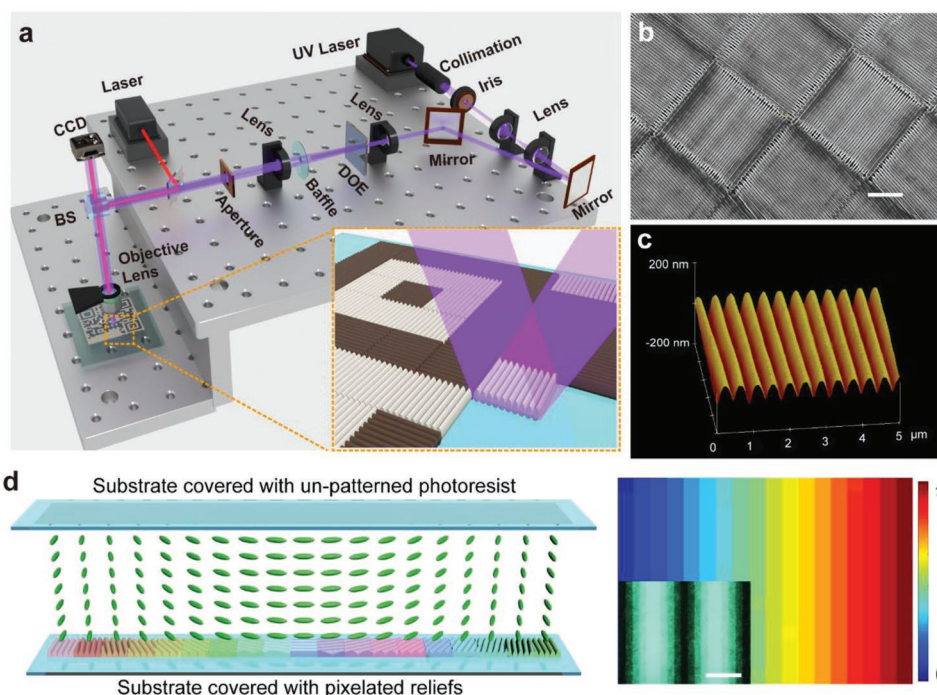 a
UV Laser
Collimation
Iris
Lens
Mirror
Mirror
Laser
CCD
Lens
Lens
DOE
Baffle
Aperture
BS
Objective
Lens
b
c
200 nm
-200 nm
0 1 2 3 4 5 μm
d
Substrate covered with un-patterned photoresist
Substrate covered with pixelated reliefs